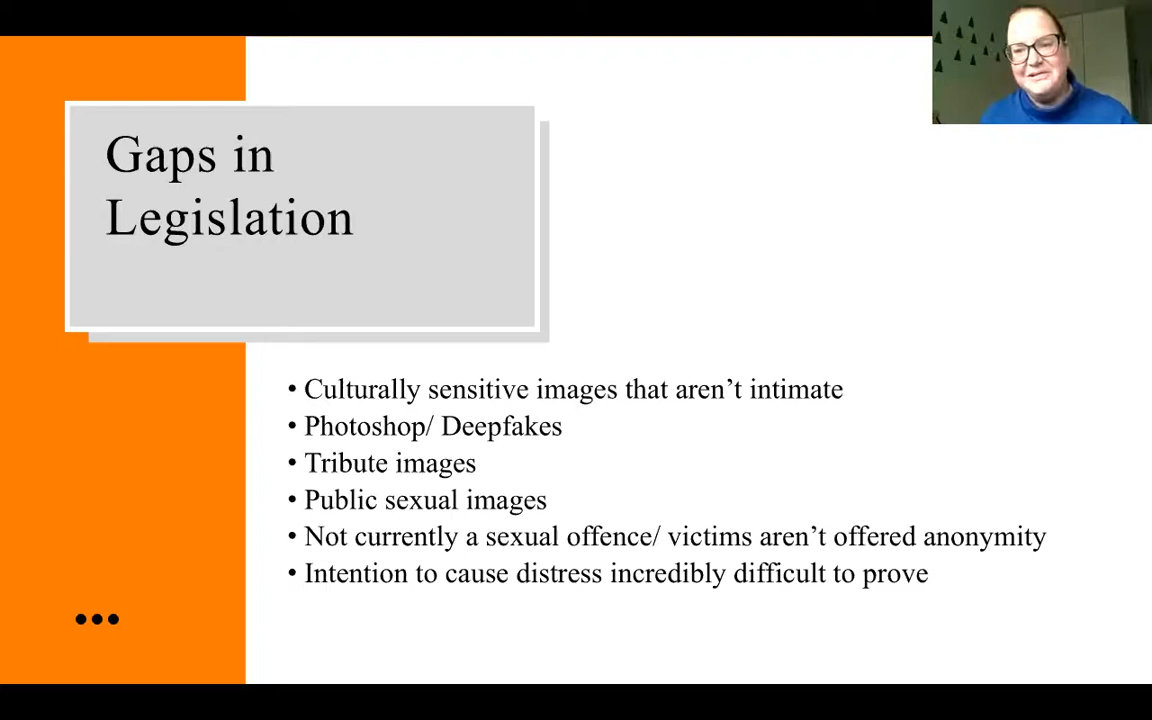 Gaps in
Legislation
• Culturally sensitive images that aren’t intimate
• Photoshop/ Deepfakes
• Tribute images
• Public sexual images
• Not currently a sexual offence/ victims aren’t offered anonymity
• Intention to cause distress incredibly difficult to prove